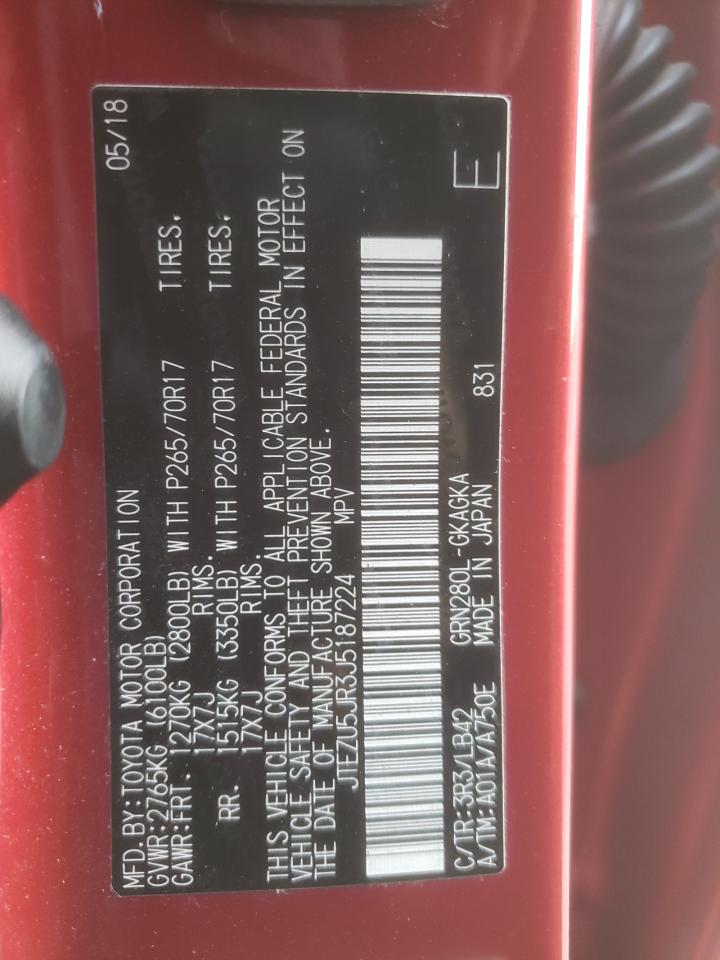 MFD. BY: TOYOTA MOTOR CORPORATION 05/18
GVWR: 2765KG (6100LB)
GAWR: FRT. 1270KG (2800LB) WITH P265/70R17 TIRES.
17X7J RIMS.
RR. 1515KG (3350LB) WITH P265/70R17 TIRES.
17X7J RIMS.
THIS VEHICLE CONFORMS TO ALL APPLICABLE FEDERAL MOTOR
VEHICLE SAFETY AND THEFT PREVENTION STANDARDS IN EFFECT ON
THE DATE OF MANUFACTURE SHOWN ABOVE.
JTEZU5JR3J5187224 MPV
C/TR: 3R3/LB42 GRN280L-GKAGKA
A/TM: A01A/A750E MADE IN JAPAN 831
E